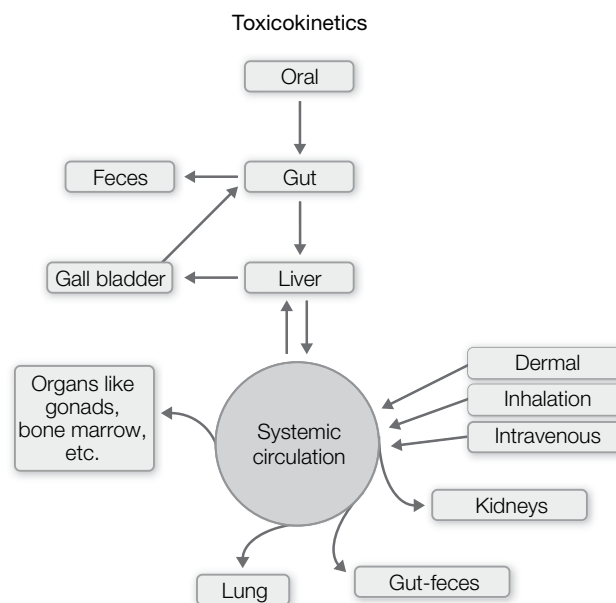 Toxicokinetics
Oral
Feces
Gut
Gall bladder
Liver
Organs like
gonads,
bone marrow,
etc.
Systemic
circulation
Dermal
Inhalation
Intravenous
Kidneys
Gut-feces
Lung